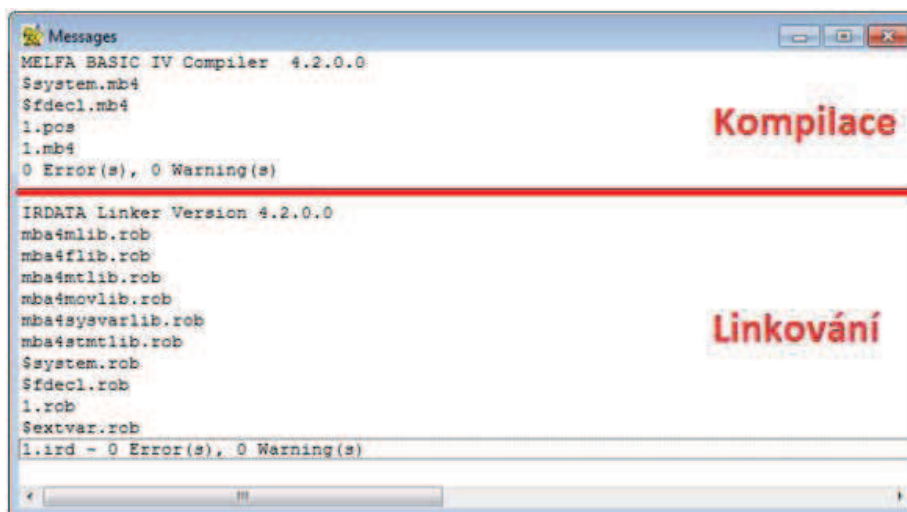 Messages
MELFA BASIC IV Compiler 4.2.0.0
$system.mb4
$fdecl.mb4
1.pos
1.mb4
0 Error(s), 0 Warning(s)
Kompilace
IRDATA Linker Version 4.2.0.0
mba4mlib.rob
mba4flib.rob
mba4mtlib.rob
mba4movlib.rob
mba4sysvarlib.rob
mba4stmtlib.rob
$system.rob
$fdecl.rob
1.rob
$extvar.rob
1.ird - 0 Error(s), 0 Warning(s)
Linkování